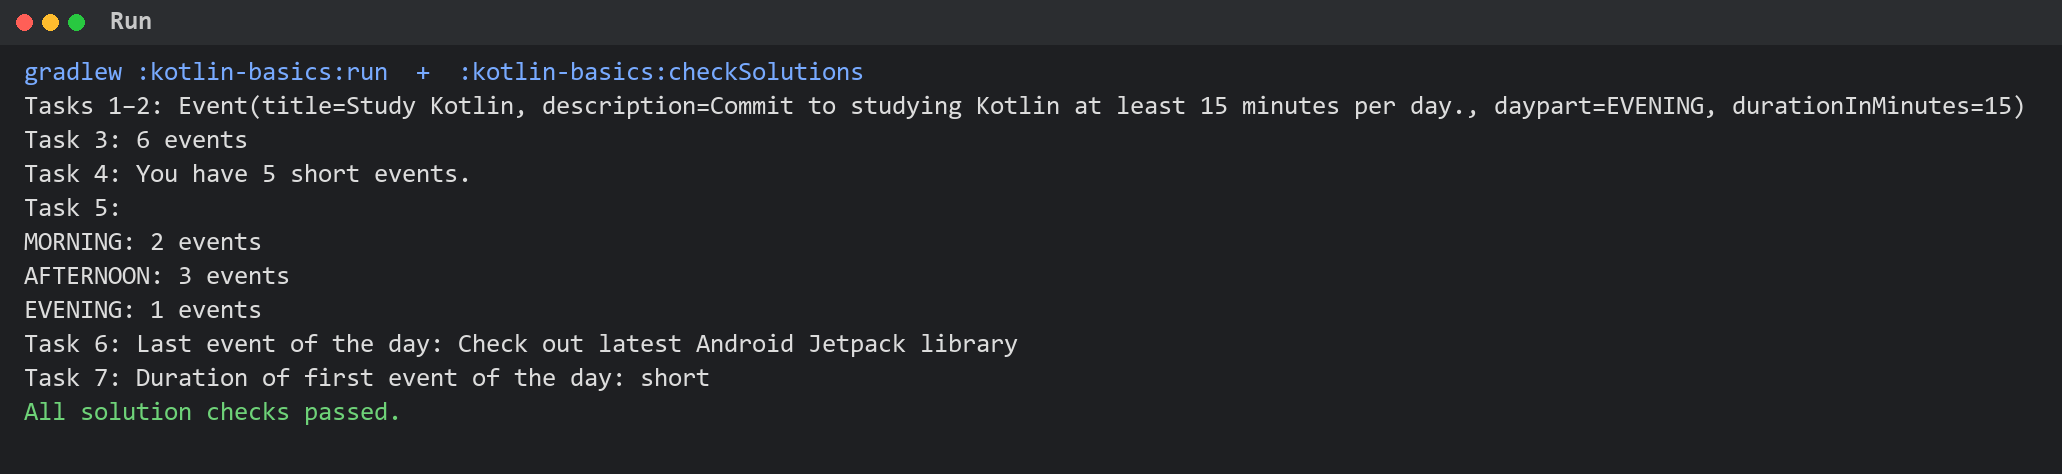 Run
gradlew :kotlin-basics:run  +  :kotlin-basics:checkSolutions
Tasks 1–2: Event(title=Study Kotlin, description=Commit to studying Kotlin at least 15 minutes per day., daypart=EVENING, durationInMinutes=15)
Task 3: 6 events
Task 4: You have 5 short events.
Task 5:
MORNING: 2 events
AFTERNOON: 3 events
EVENING: 1 events
Task 6: Last event of the day: Check out latest Android Jetpack library
Task 7: Duration of first event of the day: short
All solution checks passed.